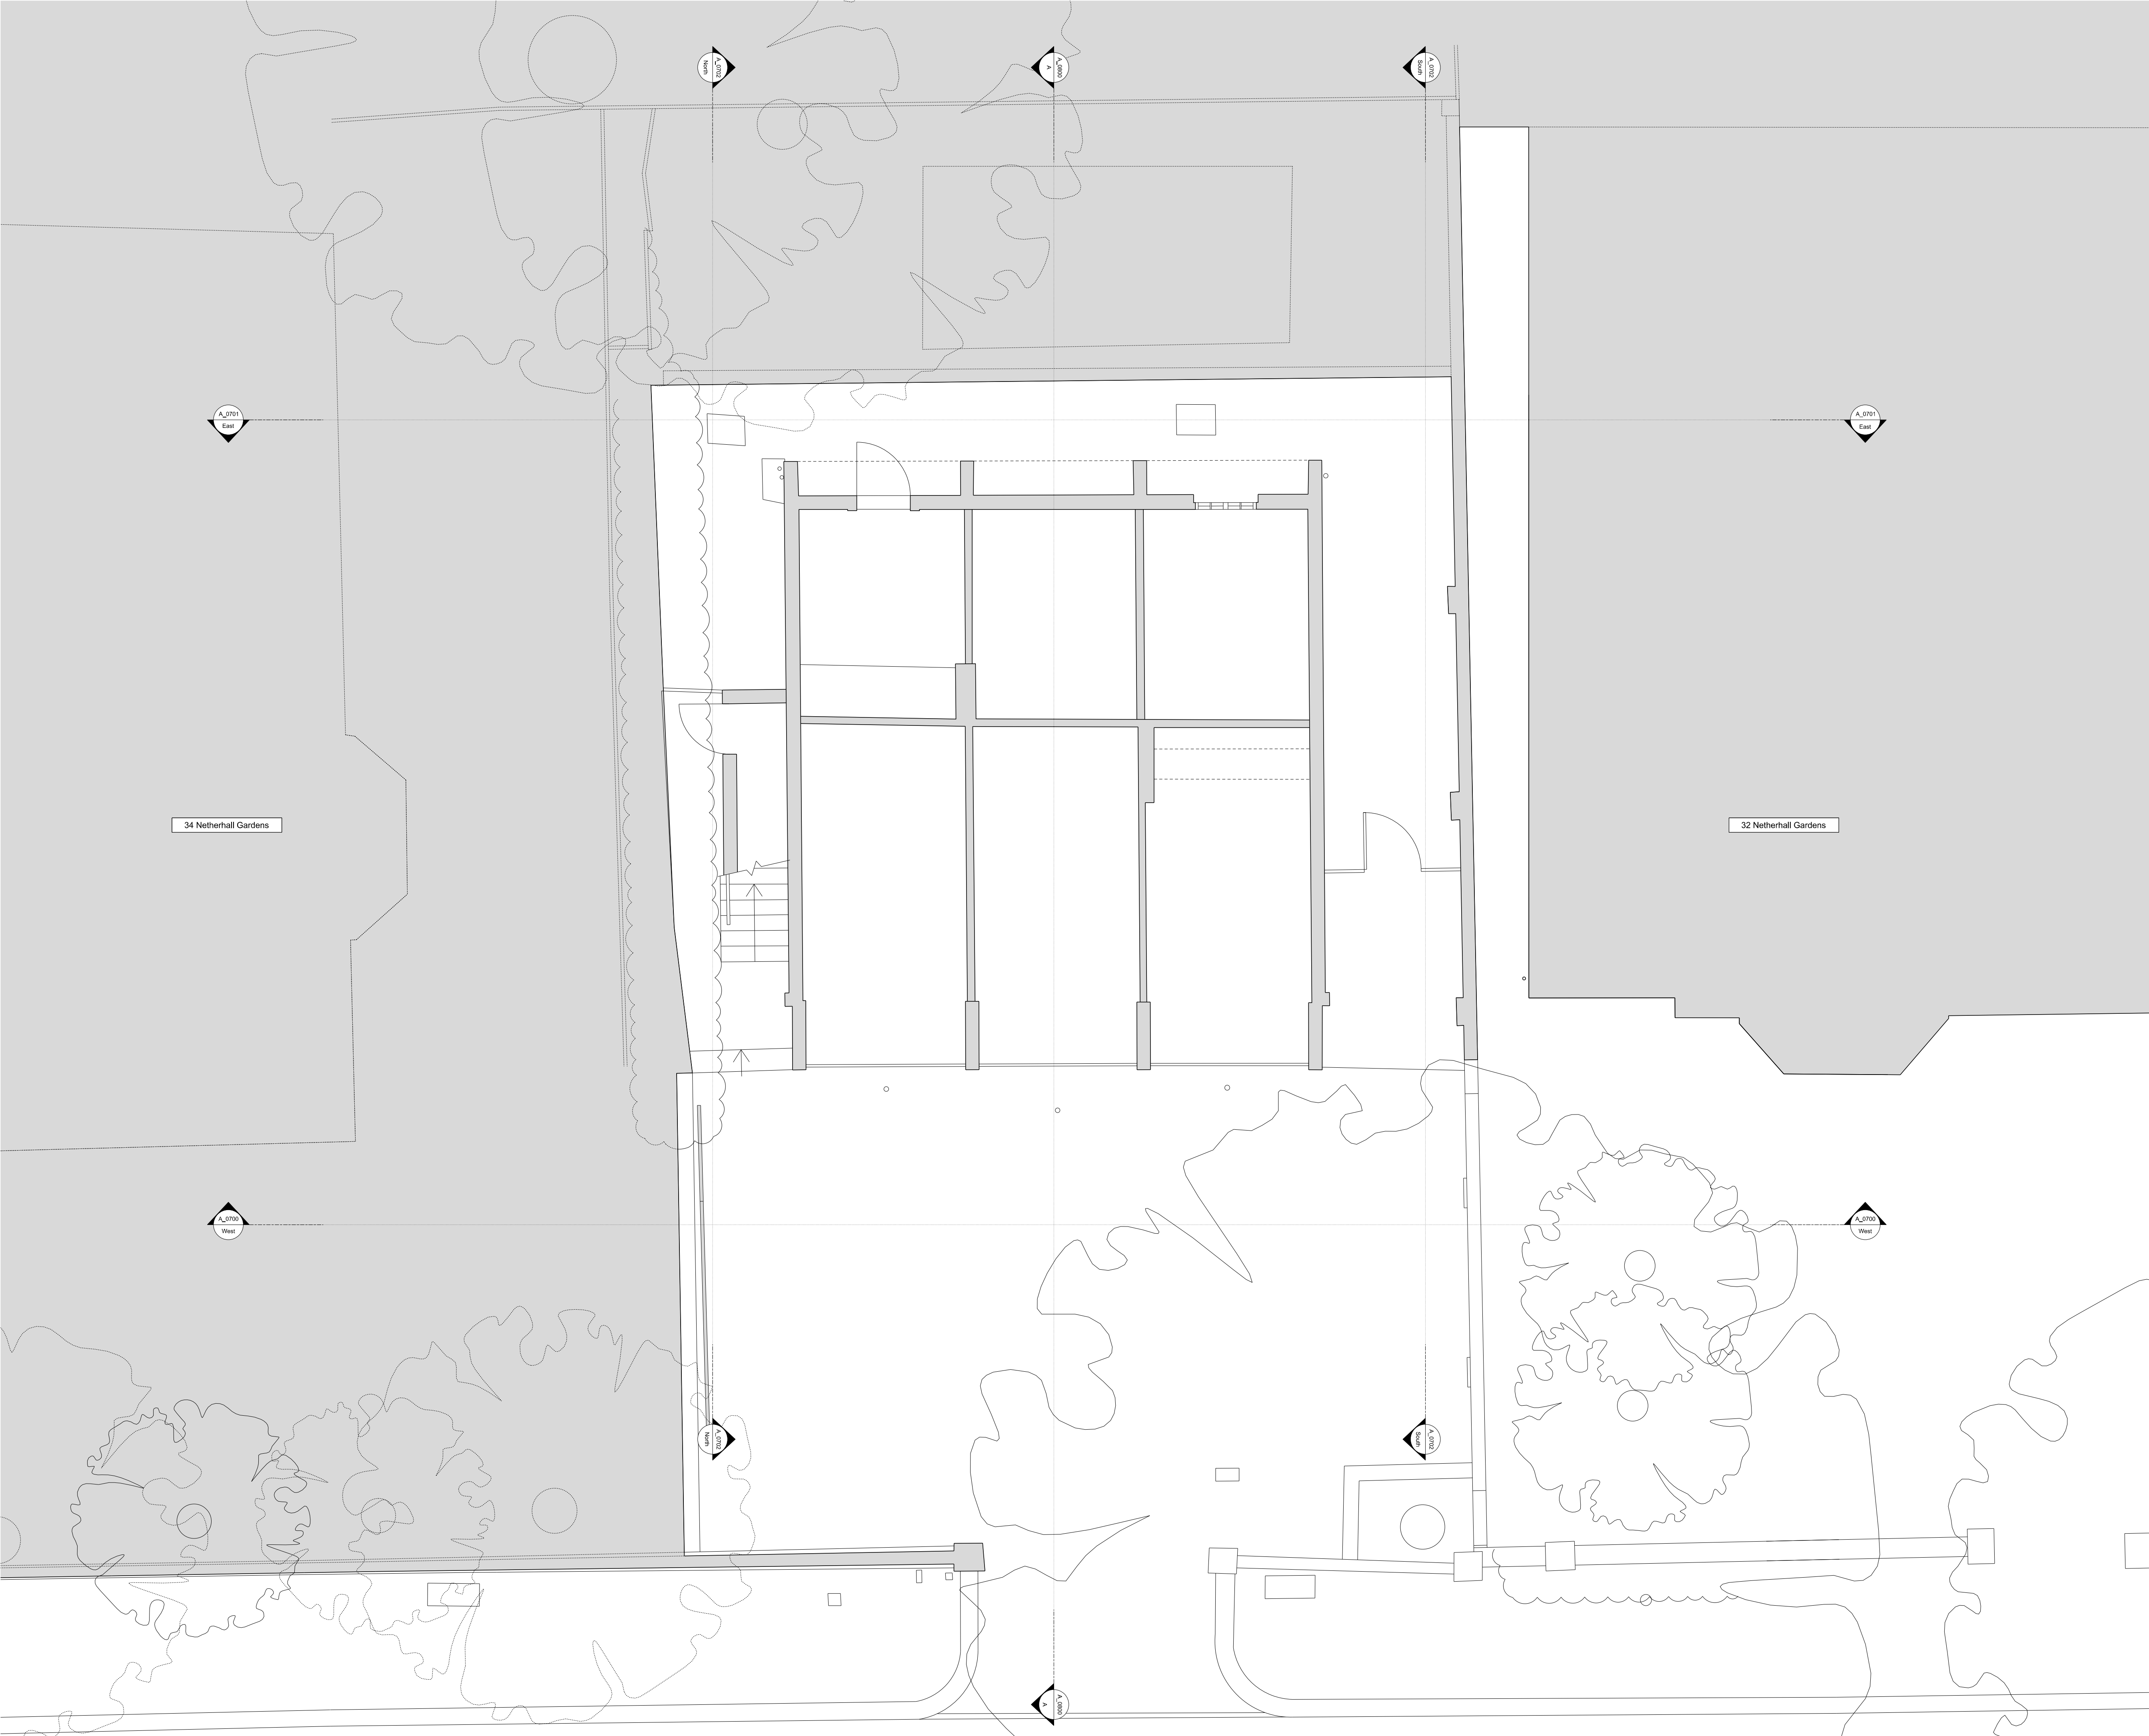 A_0702
North
A_0800
A
A_0702
South
A_0701
East
A_0701
East
34 Netherhall Gardens
32 Netherhall Gardens
A_0700
West
A_0700
West
A_0702
North
A_0702
South
A_0800
A